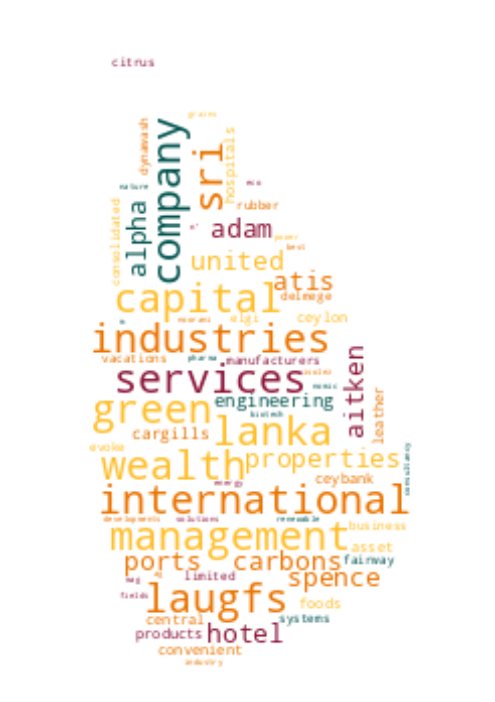 citrus
grains
dynawash
company
sri
hospitals
nature
eco
consolidated
alpha
rubber
adam
power
best
united
atis
capital
delmege
noorani
elgi
ceylon
industries
vacations
pharma
manufacturers
aitken
services
engineering
leather
green
biotech
cargills
lanka
evoke
wealth
properties
consultancy
energy
ceybank
international
developments
solutions
renewable
business
management
asset
ports
carbons
fairway
limited
spence
fields
laugfs
foods
central
systems
products
hotel
convenient
industry